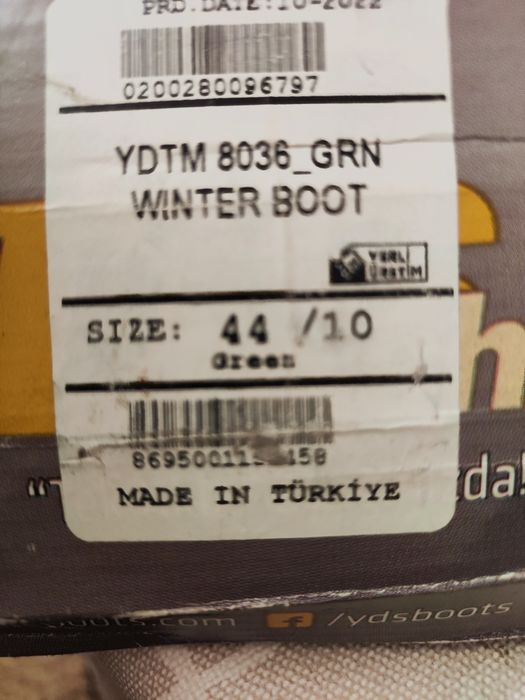 PRD.DATE:10-2022
0200280096797
YDTM 8036_GRN
WINTER BOOT
YERLİ
ÜRETİM
SIZE: 44 /10
Green
MADE IN TÜRKİYE
/ydsboots